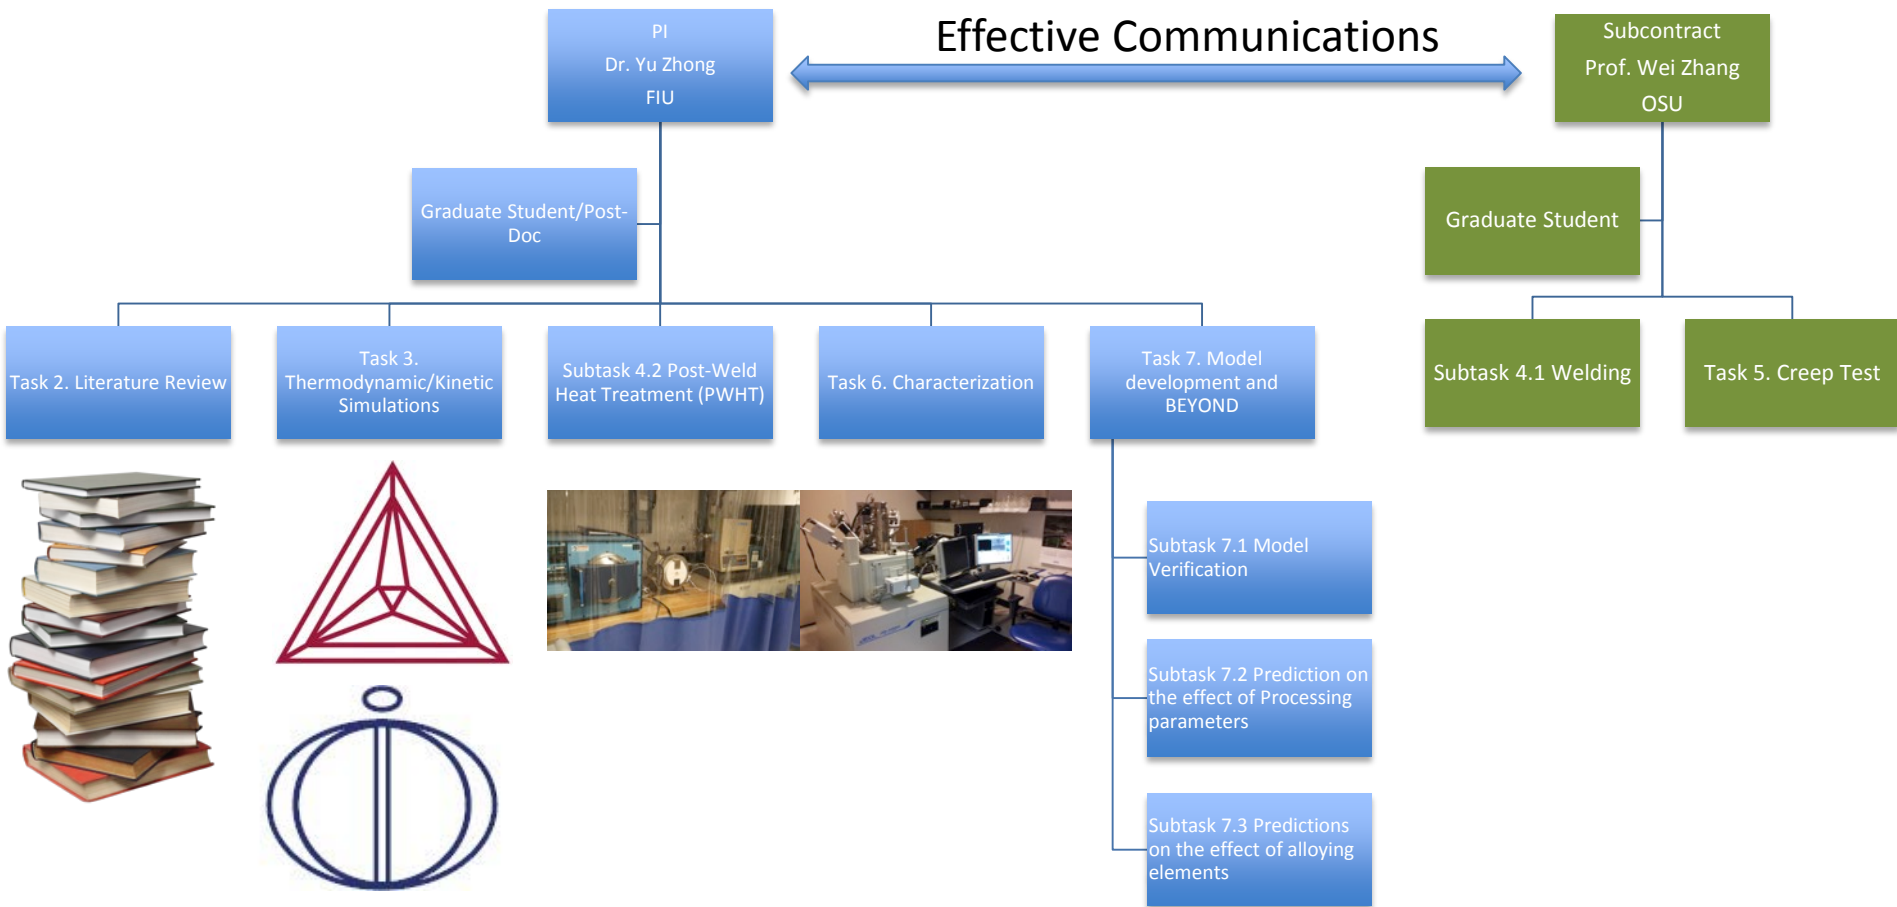 Effective Communications
PI
Dr. Yu Zhong
FIU
Subcontract
Prof. Wei Zhang
OSU
Graduate Student/Post-
Doc
Graduate Student
Task 2. Literature Review
Task 3.
Thermodynamic/Kinetic
Simulations
Subtask 4.2 Post-Weld
Heat Treatment (PWHT)
Task 6. Characterization
Task 7. Model
development and
BEYOND
Subtask 4.1 Welding
Task 5. Creep Test
Subtask 7.1 Model
Verification
Subtask 7.2 Prediction on
the effect of Processing
parameters
Subtask 7.3 Predictions
on the effect of alloying
elements